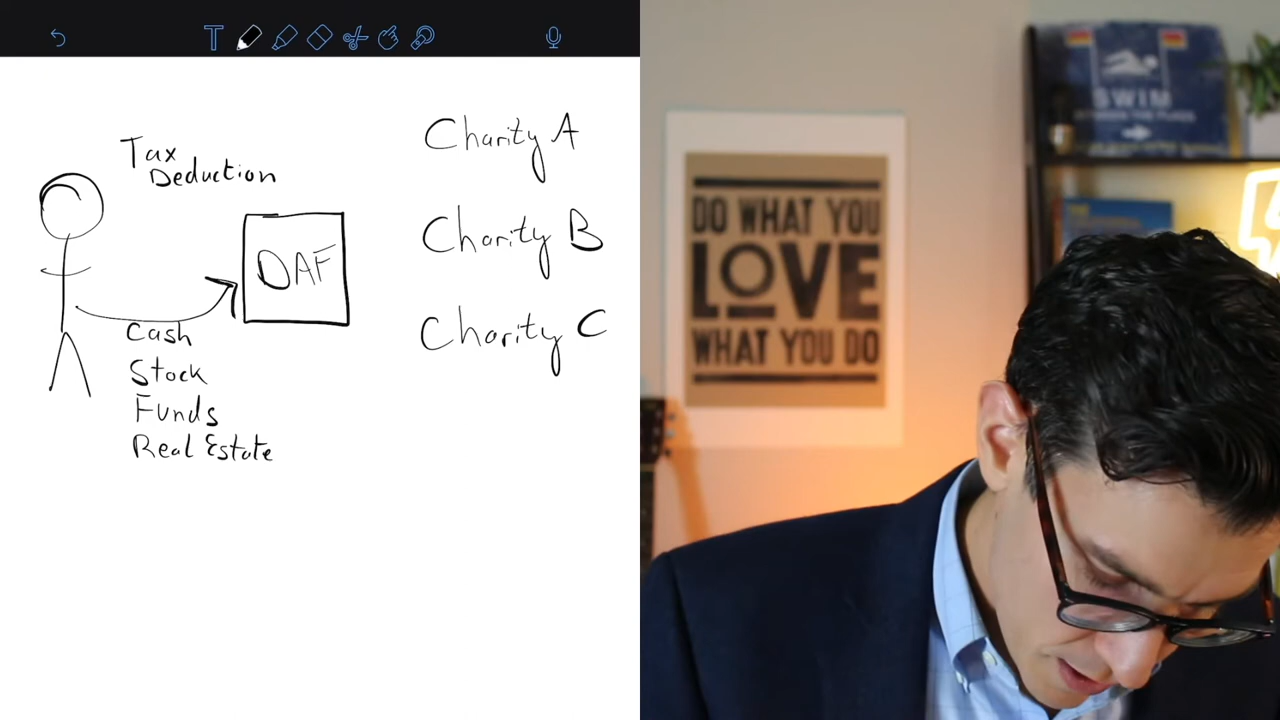 Tax
Deduction
DAF
Cash
Stock
Funds
Real Estate
Charity A
Charity B
Charity C
DO WHAT YOU
LOVE
WHAT YOU DO
SWIM